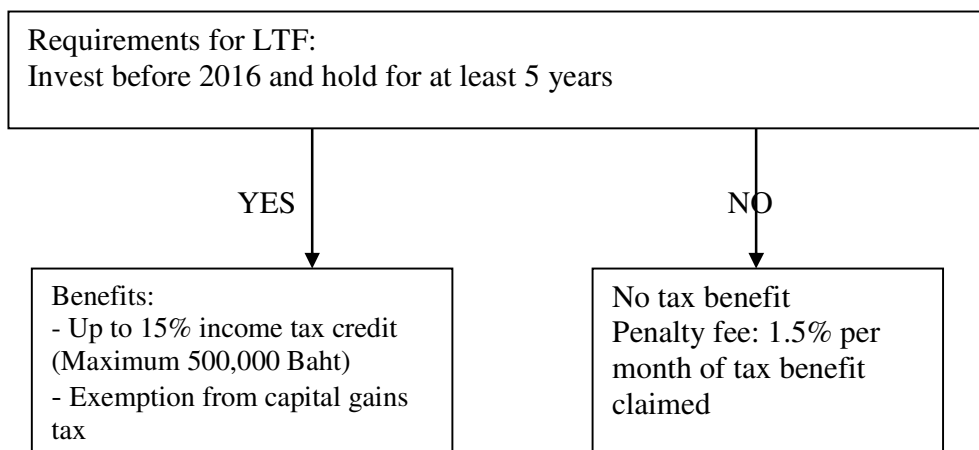 Requirements for LTF:
Invest before 2016 and hold for at least 5 years
YES
NO
Benefits:
- Up to 15% income tax credit
(Maximum 500,000 Baht)
- Exemption from capital gains
tax
No tax benefit
Penalty fee: 1.5% per
month of tax benefit
claimed